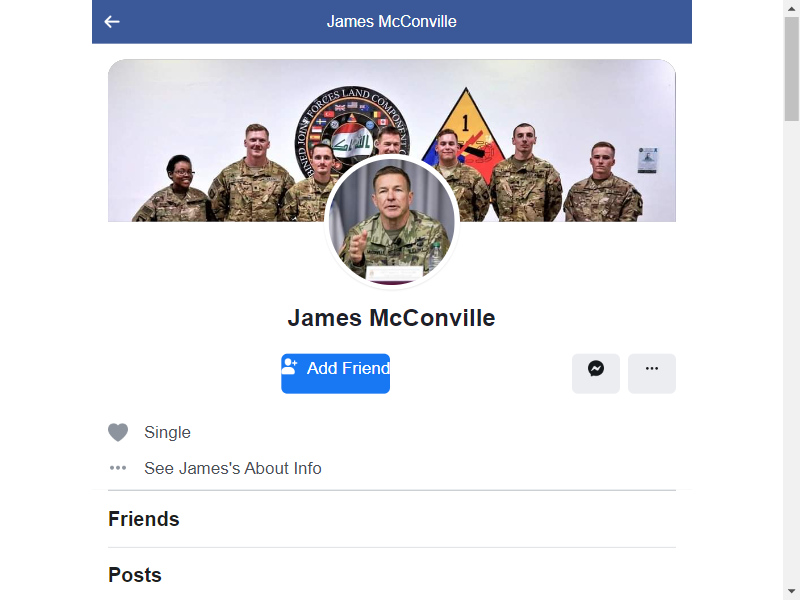 James McConville
BINED JOINT FORCES LAND COMPONENT
1
James McConville
Add Friend
Single
See James's About Info
Friends
Posts